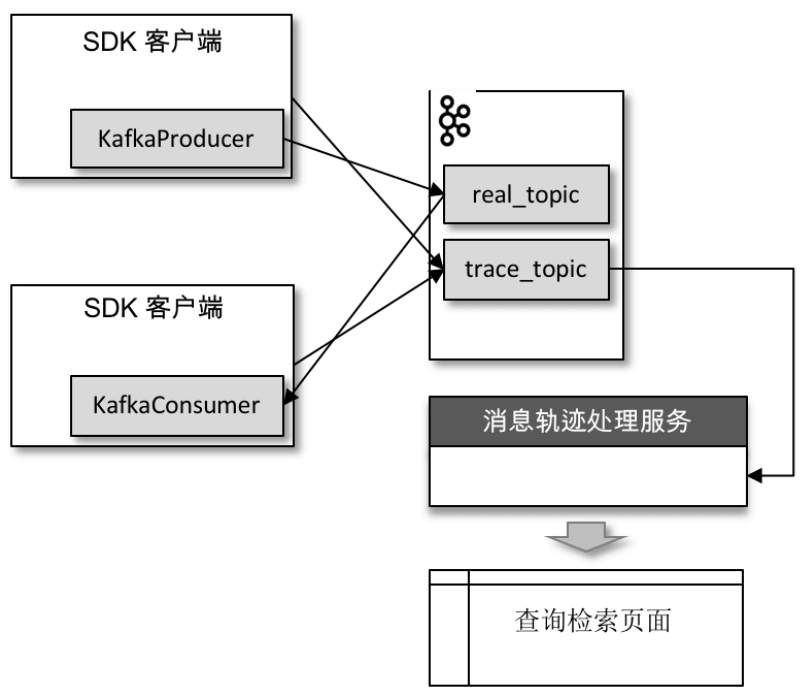 SDK 客户端
KafkaProducer
real_topic
trace_topic
SDK 客户端
KafkaConsumer
消息轨迹处理服务
查询检索页面